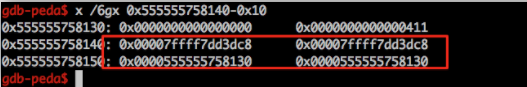 gdb-peda$ x /6gx 0x555555758140-0x10
0x555555758130: 0x0000000000000000 0x0000000000000411
0x555555758140: 0x00007ffff7dd3dc8 0x00007ffff7dd3dc8
0x555555758150: 0x0000555555758130 0x0000555555758130
gdb-peda$